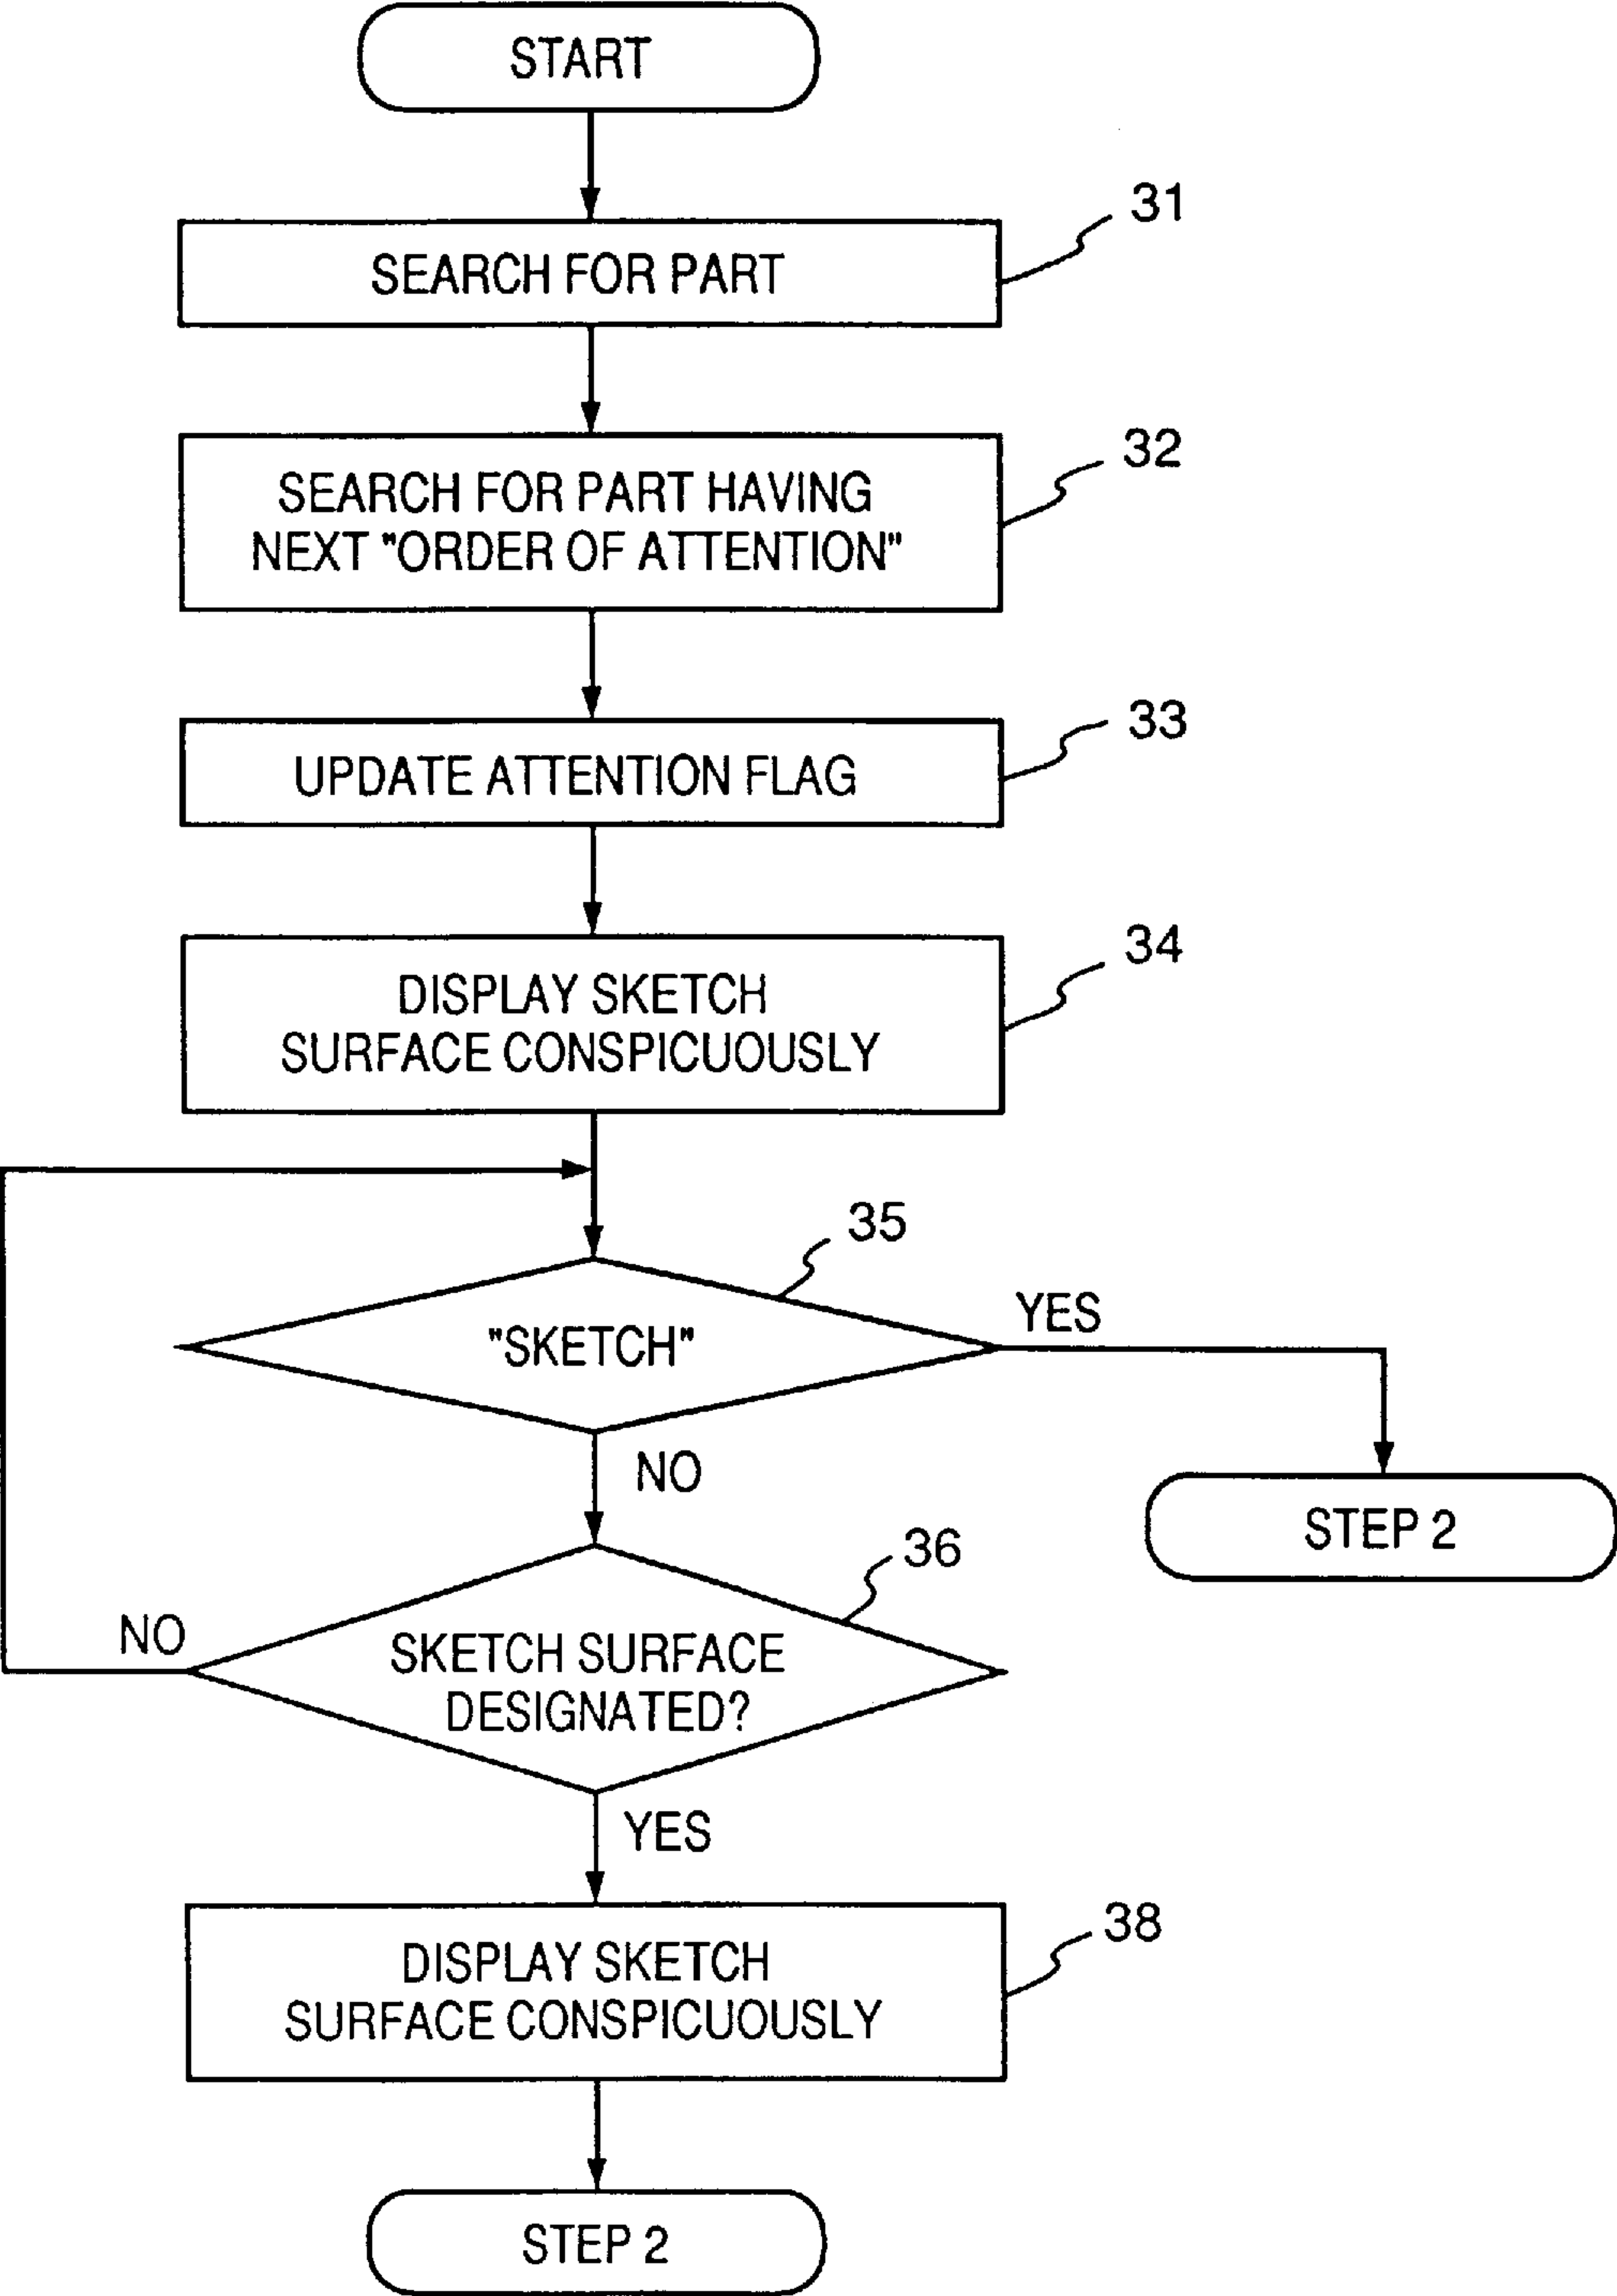 START
31
SEARCH FOR PART
32
SEARCH FOR PART HAVING
NEXT "ORDER OF ATTENTION"
33
UPDATE ATTENTION FLAG
34
DISPLAY SKETCH
SURFACE CONSPICUOUSLY
35
"SKETCH"
YES
NO
STEP 2
36
NO
SKETCH SURFACE
DESIGNATED?
YES
38
DISPLAY SKETCH
SURFACE CONSPICUOUSLY
STEP 2